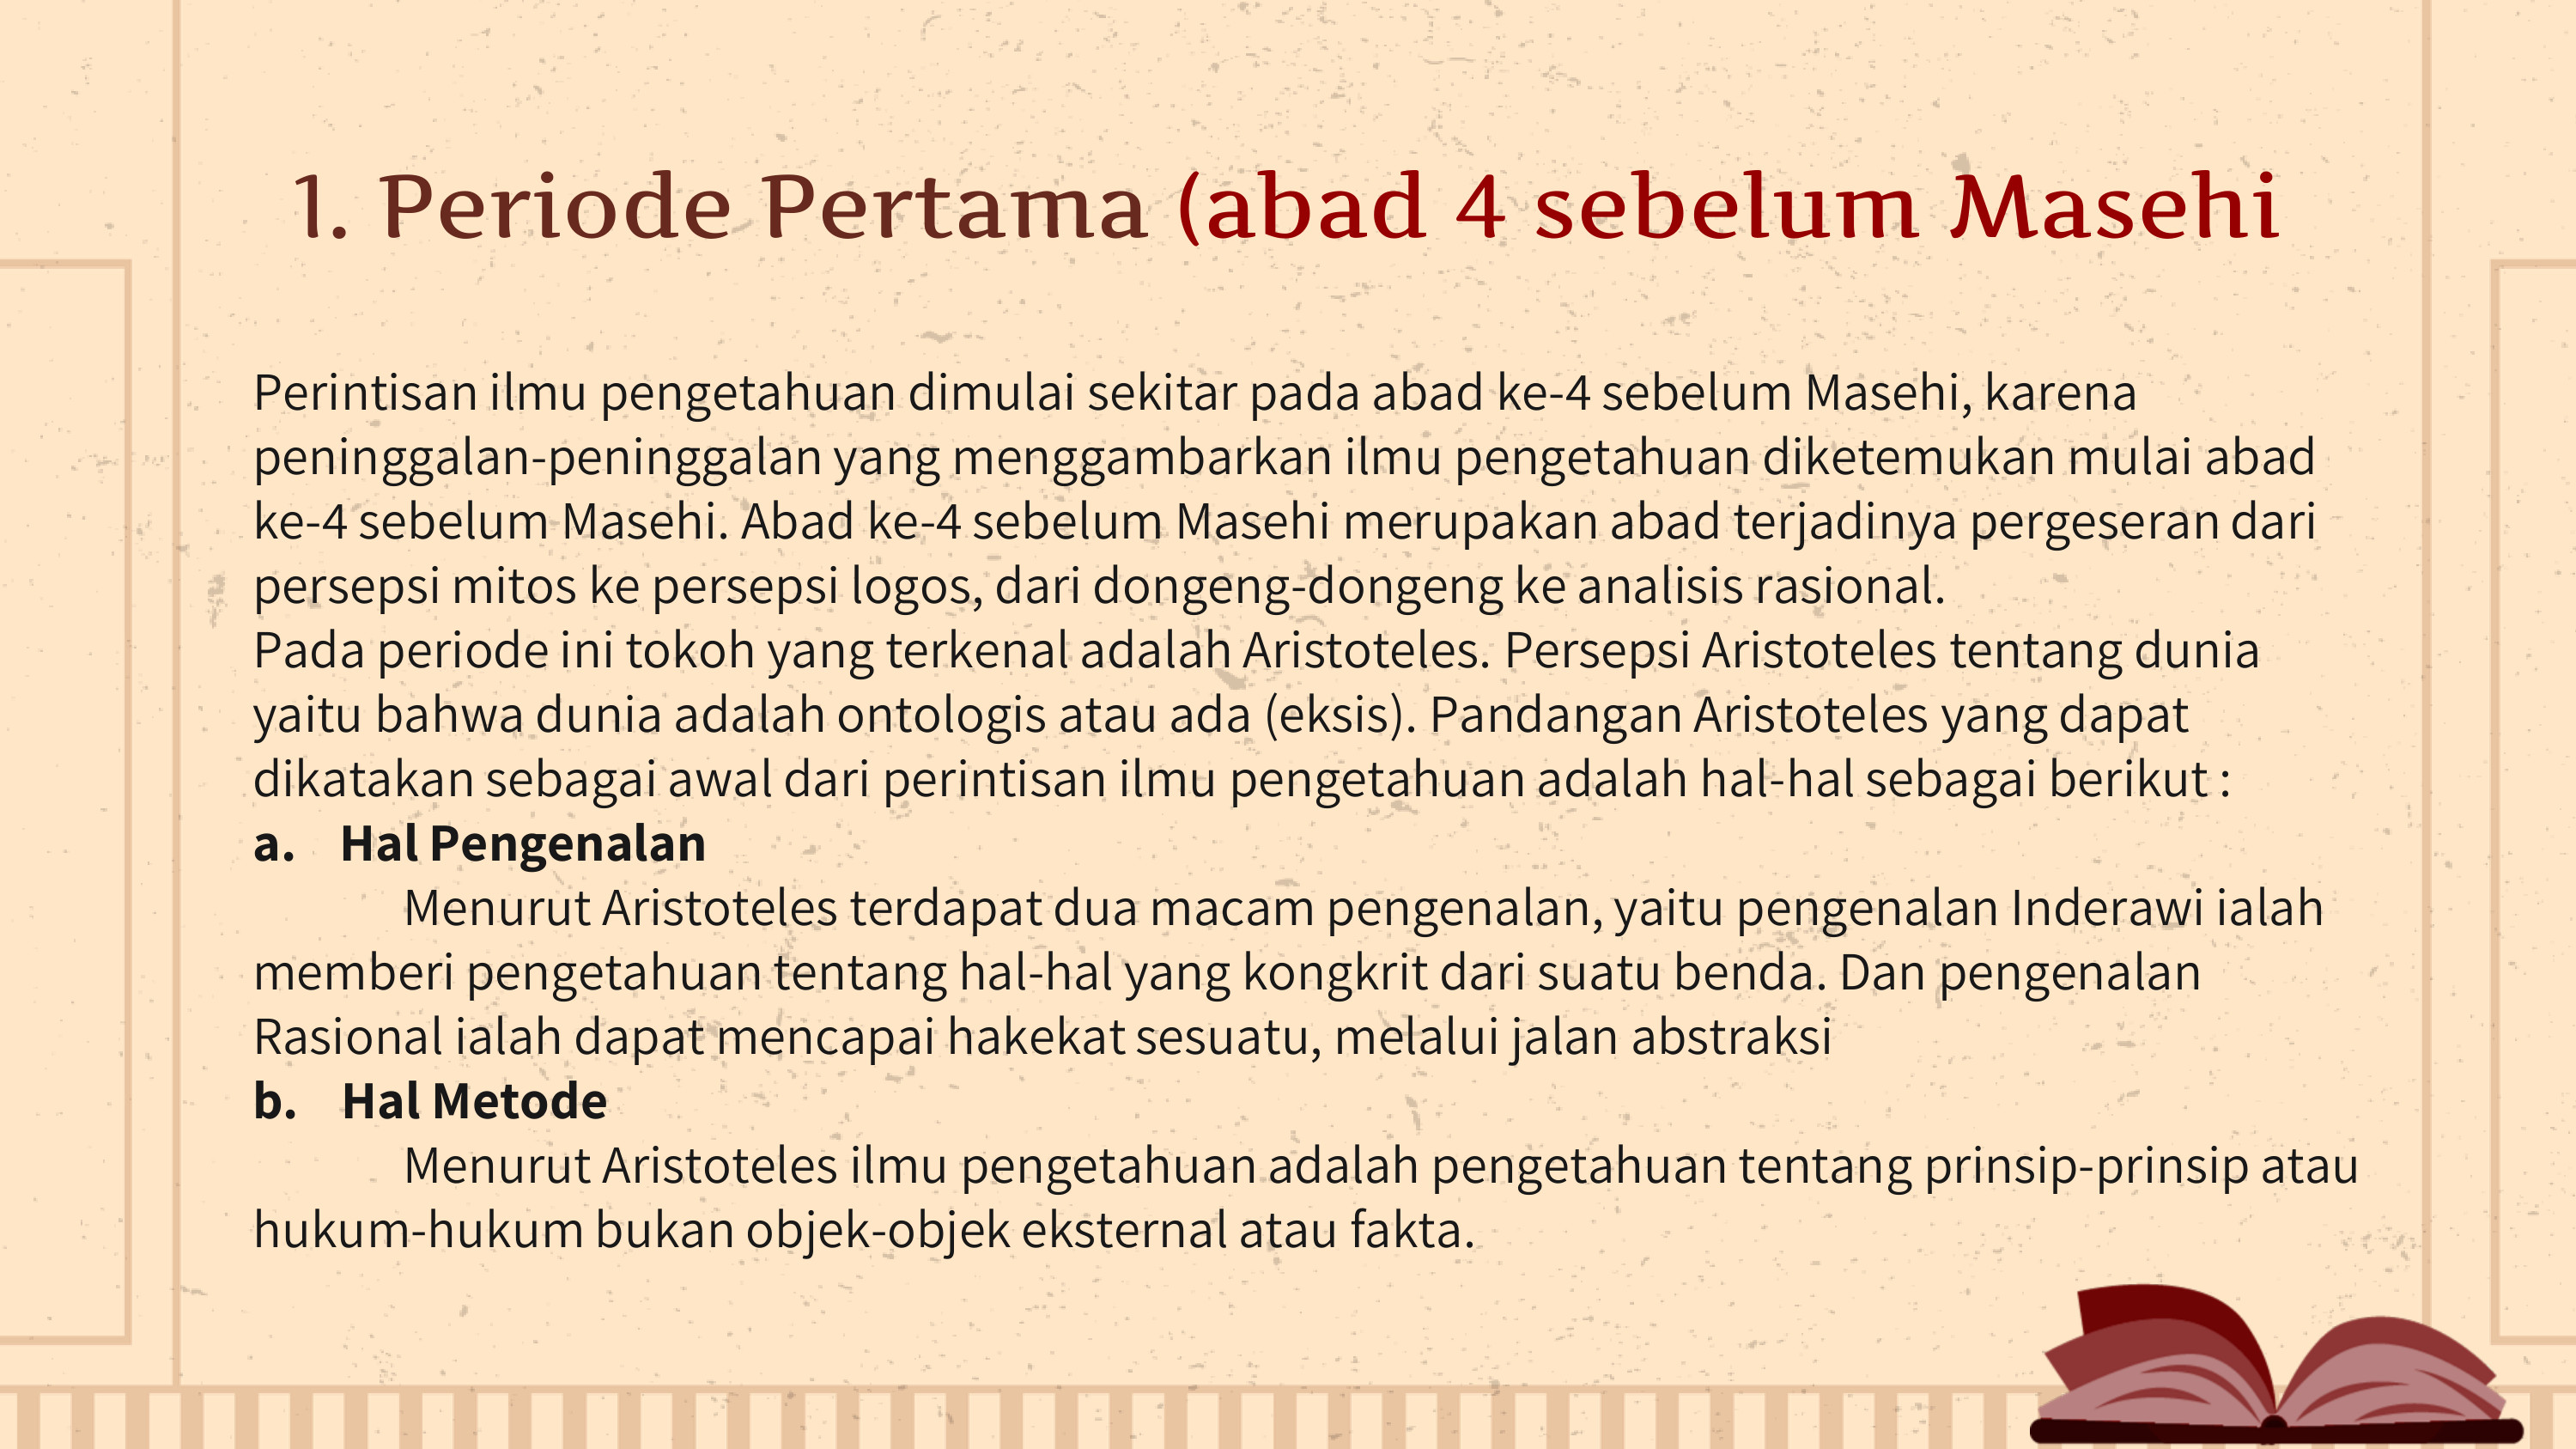 1. Periode Pertama (abad 4 sebelum Masehi
Perintisan ilmu pengetahuan dimulai sekitar pada abad ke-4 sebelum Masehi, karena
peninggalan-peninggalan yang menggambarkan ilmu pengetahuan diketemukan mulai abad
ke-4 sebelum Masehi. Abad ke-4 sebelum Masehi merupakan abad terjadinya pergeseran dari
persepsi mitos ke persepsi logos, dari dongeng-dongeng ke analisis rasional.
Pada periode ini tokoh yang terkenal adalah Aristoteles. Persepsi Aristoteles tentang dunia
yaitu bahwa dunia adalah ontologis atau ada (eksis). Pandangan Aristoteles yang dapat
dikatakan sebagai awal dari perintisan ilmu pengetahuan adalah hal-hal sebagai berikut :
a. Hal Pengenalan
Menurut Aristoteles terdapat dua macam pengenalan, yaitu pengenalan Inderawi ialah
memberi pengetahuan tentang hal-hal yang kongkrit dari suatu benda. Dan pengenalan
Rasional ialah dapat mencapai hakekat sesuatu, melalui jalan abstraksi
b. Hal Metode
Menurut Aristoteles ilmu pengetahuan adalah pengetahuan tentang prinsip-prinsip atau
hukum-hukum bukan objek-objek eksternal atau fakta.